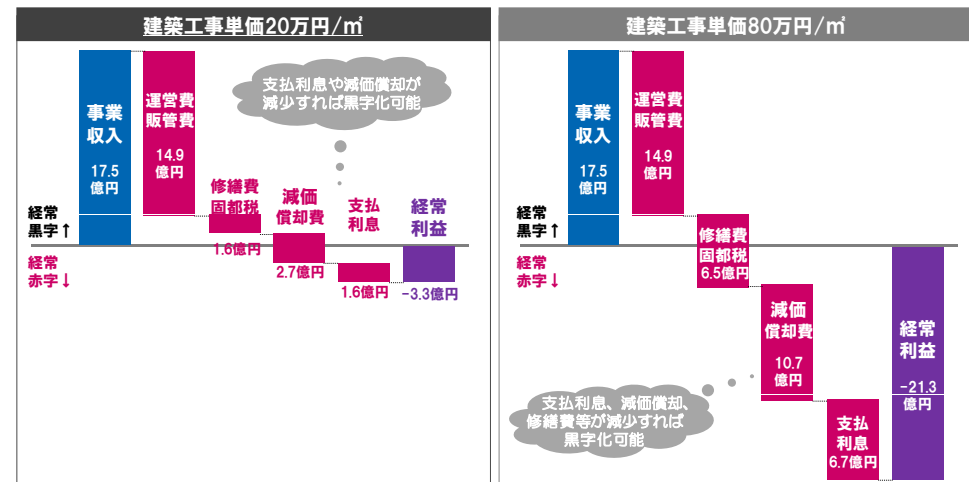 建築工事単価20万円/㎡
事業
収入
17.5
億円
運営費
販管費
14.9
億円
支払利息や減価償却が
減少すれば黒字化可能
修繕費
固都税
1.6億円
減価
償却費
2.7億円
支払
利息
1.6億円
経常
利益
-3.3億円
経常
黒字↑
経常
赤字↓
建築工事単価80万円/㎡
事業
収入
17.5
億円
運営費
販管費
14.9
億円
経常
黒字↑
経常
赤字↓
修繕費
固都税
6.5億円
減価
償却費
10.7
億円
支払
利息
6.7億円
経常
利益
-21.3
億円
支払利息、減価償却、
修繕費等が減少すれば
黒字化可能